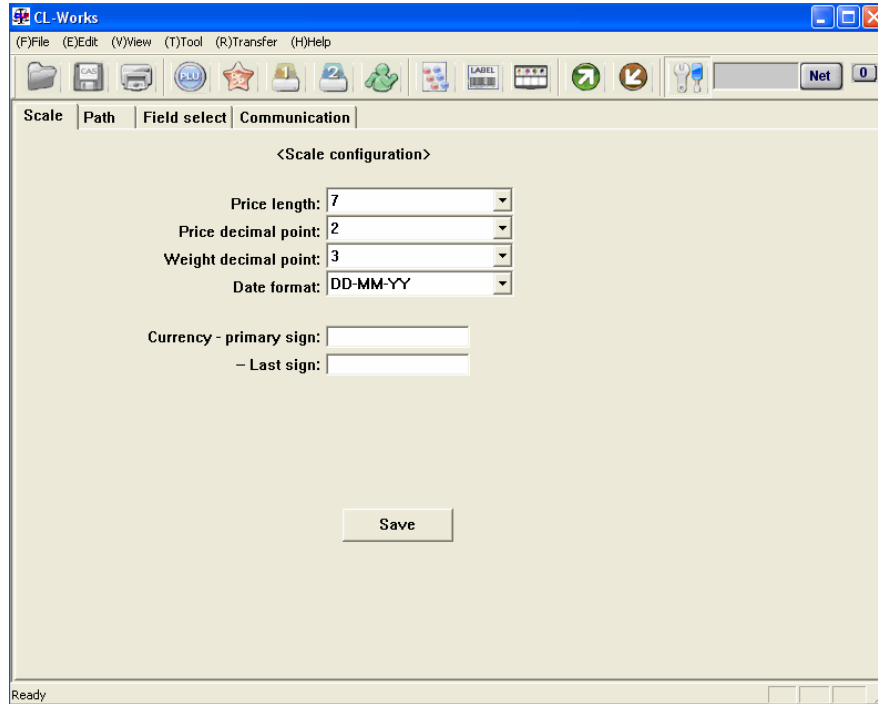 CL-Works
(F)File (E)Edit (V)View (T)Tool (R)Transfer (H)Help
CAS PLU 1 2 LABEL Net 0
Scale Path Field select Communication
<Scale configuration>
Price length: 7
Price decimal point: 2
Weight decimal point: 3
Date format: DD-MM-YY
Currency - primary sign:
– Last sign:
Save
Ready